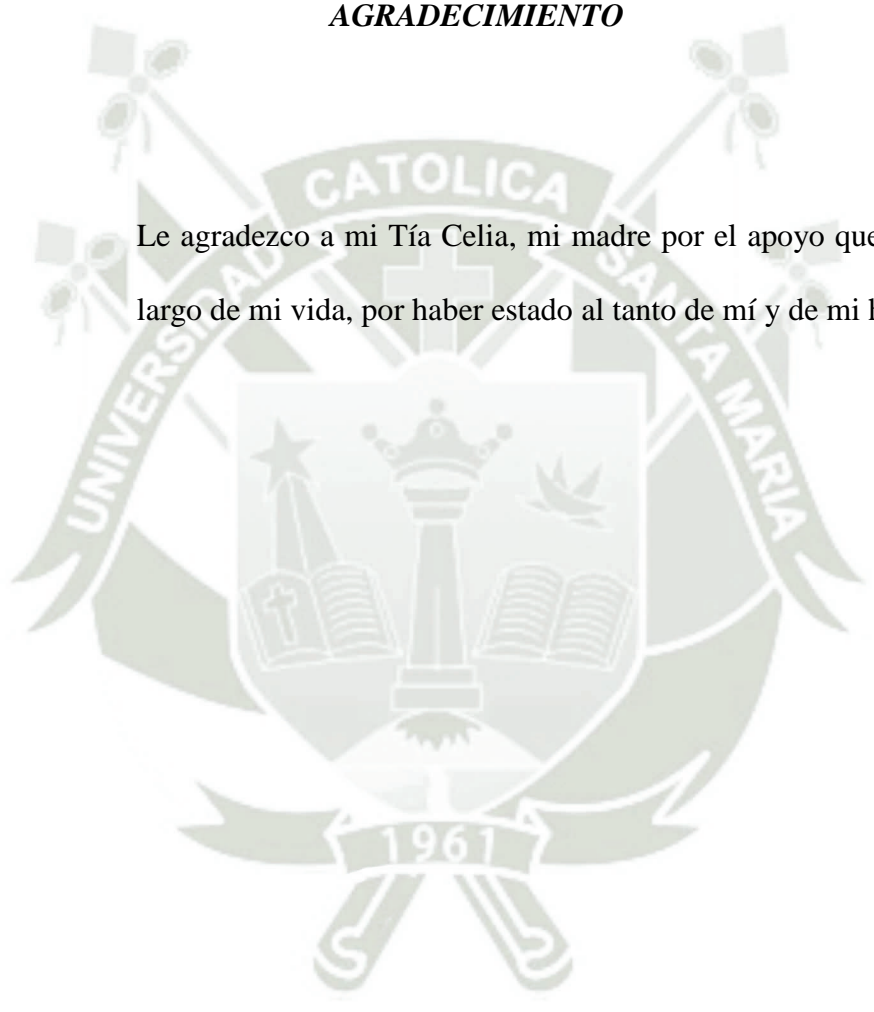 AGRADECIMIENTO
CATOLICA
Le agradezco a mi Tía Celia, mi madre por el apoyo que
largo de mi vida, por haber estado al tanto de mí y de mi
UNIVERSIDAD
SANTA MARIA
1961